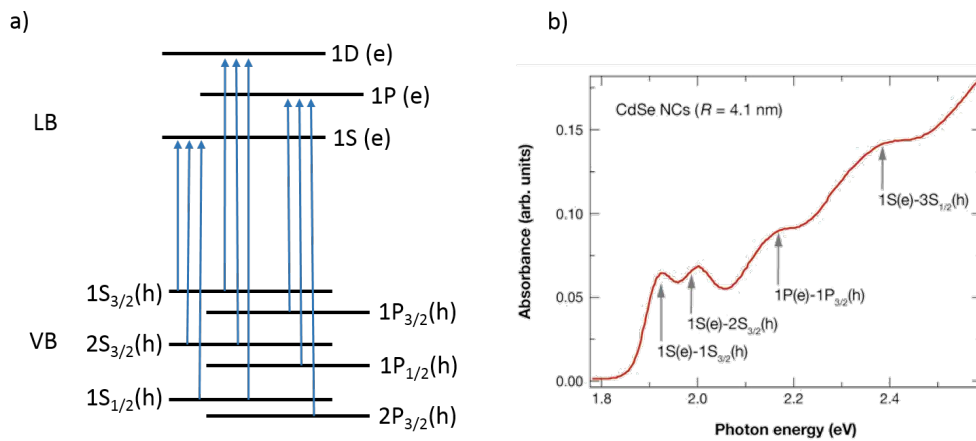 a)
1D (e)
1P (e)
LB
1S (e)
1S3/2(h)
1P3/2(h)
VB
2S3/2(h)
1P1/2(h)
1S1/2(h)
2P3/2(h)
b)
CdSe NCs (R = 4.1 nm)
Absorbance (arb. units)
0.15
0.10
0.05
0.00
1S(e)-3S1/2(h)
1P(e)-1P3/2(h)
1S(e)-2S3/2(h)
1S(e)-1S3/2(h)
1.8
2.0
2.2
2.4
Photon energy (eV)